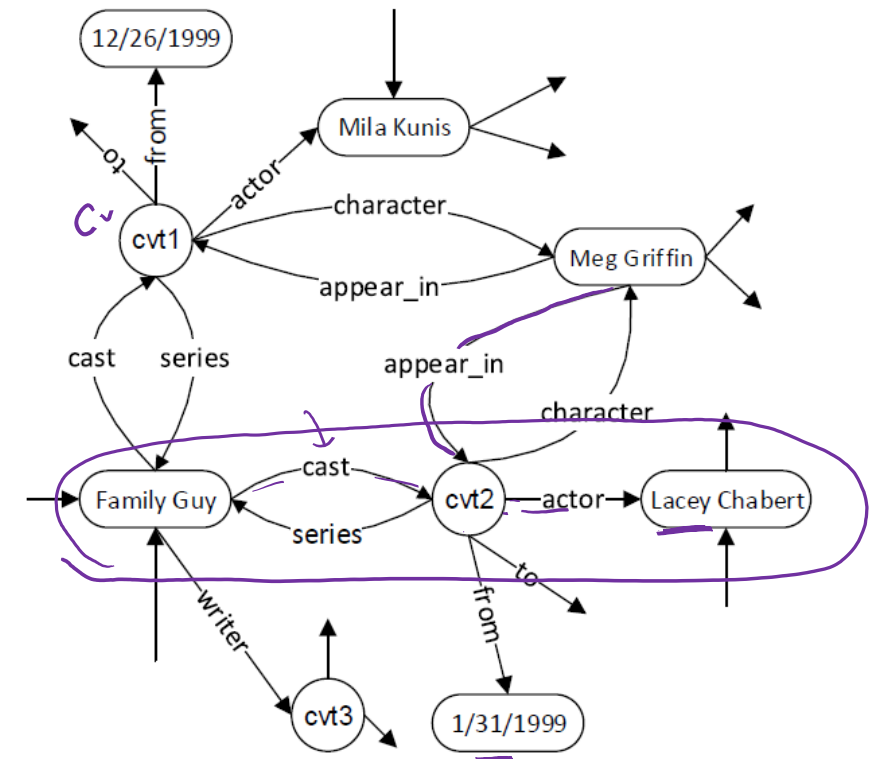 12/26/1999
to
from
Mila Kunis
actor
character
cvt1
Meg Griffin
appear_in
cast
series
appear_in
character
cast
Family Guy
cvt2
actor
Lacey Chabert
series
to
from
writer
cvt3
1/31/1999